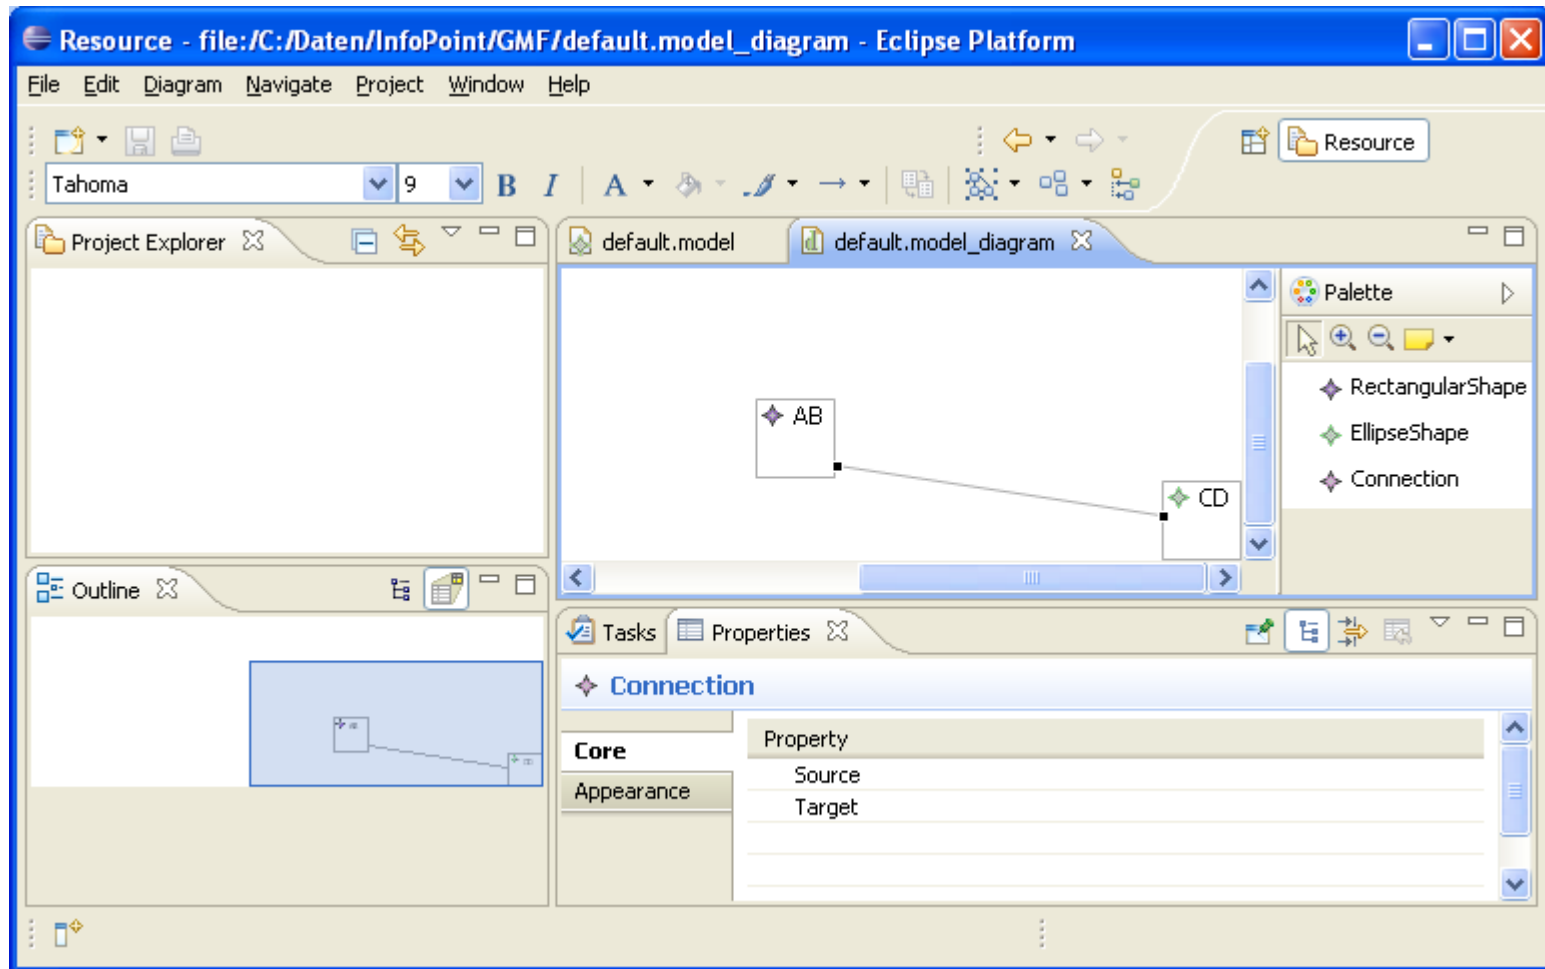 Resource - file:/C:/Daten/InfoPoint/GMF/default.model_diagram - Eclipse Platform
File Edit Diagram Navigate Project Window Help
Resource
Tahoma 9 B I A
Project Explorer
default.model default.model_diagram
Palette
RectangularShape
EllipseShape
Connection
AB
CD
Outline
Tasks Properties
Connection
Core
Appearance
Property
Source
Target